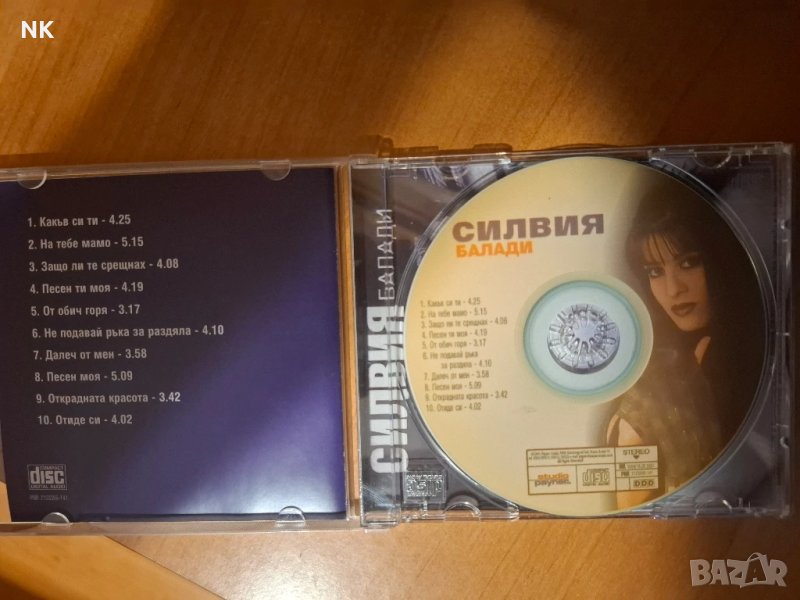 NK
1. Какъв си ти - 4.25
2. На тебе мамо - 5.15
3. Защо ли те срещнах - 4.08
4. Песен ти моя - 4.19
5. От обич горя - 3.17
6. Не подавай ръка за раздяла - 4.10
7. Далеч от мен - 3.58
8. Песен моя - 5.09
9. Открадната красота - 3.42
10. Отиде си - 4.02
COMPACT
disc
DIGITAL AUDIO
СИЛВИЯ БАЛАДИ
СИЛВИЯ
БАЛАДИ
1. Какъв си ти - 4.25
2. На тебе мамо - 5.15
3. Защо ли те срещнах - 4.08
4. Песен ти моя - 4.19
5. От обич горя - 3.17
6. Не подавай ръка
за раздяла - 4.10
7. Далеч от мен - 3.58
8. Песен моя - 5.09
9. Открадната красота - 3.42
10. Отиде си - 4.02
STEREO
studio
payner
disc
DDD
BAZAR